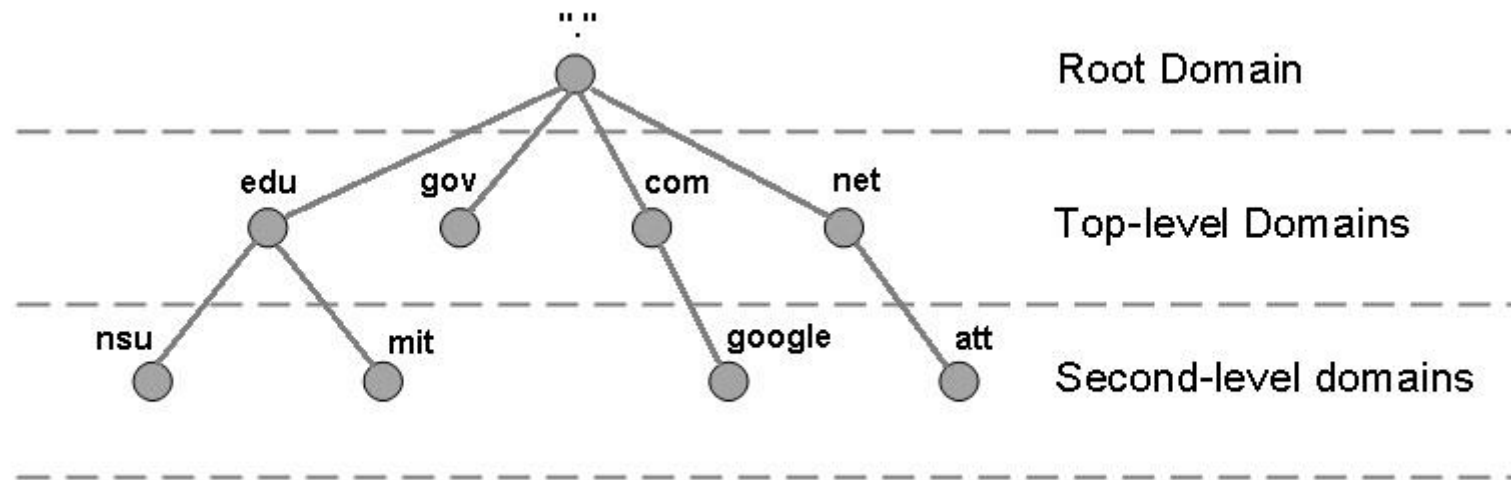 "."
Root Domain
edu gov com net
Top-level Domains
nsu mit google att
Second-level domains